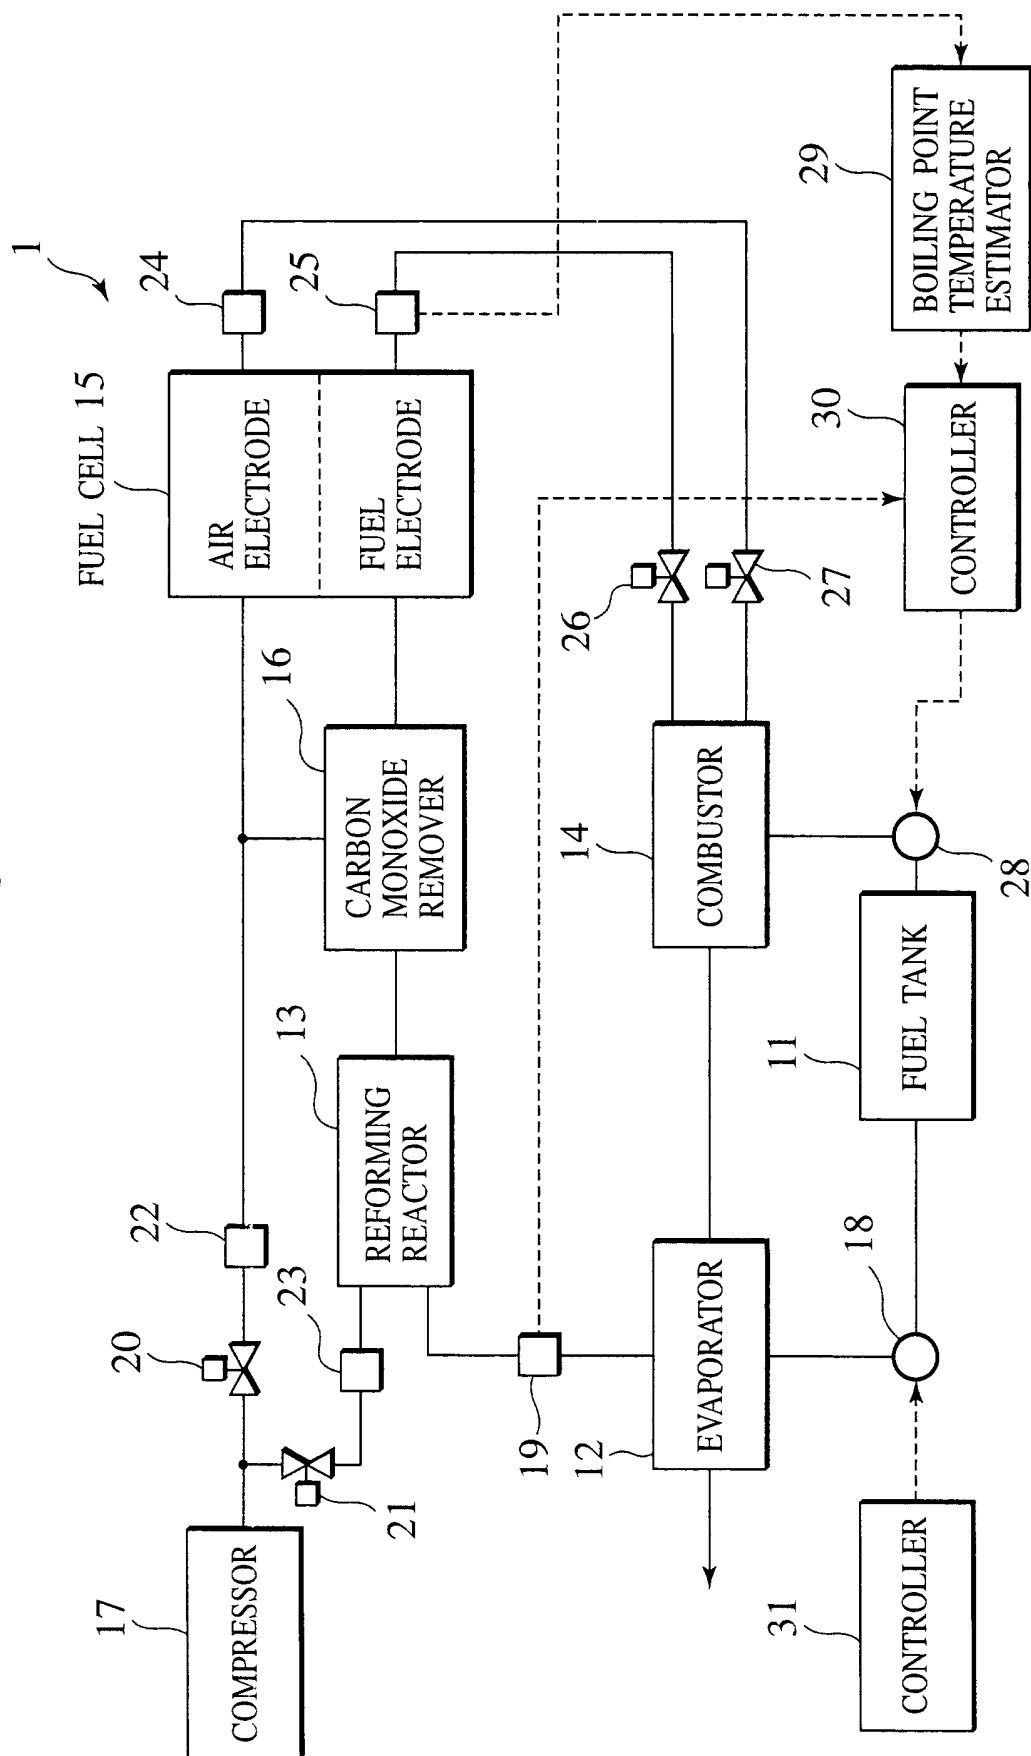 1
FUEL CELL 15
24
25
AIR
ELECTRODE
FUEL
ELECTRODE
16
CARBON
MONOXIDE
REMOVER
13
REFORMING
REACTOR
22
20
23
21
17
COMPRESSOR
19
12
EVAPORATOR
14
COMBUSTOR
26
27
29
BOILING POINT
TEMPERATURE
ESTIMATOR
30
CONTROLLER
28
11
FUEL TANK
18
31
CONTROLLER